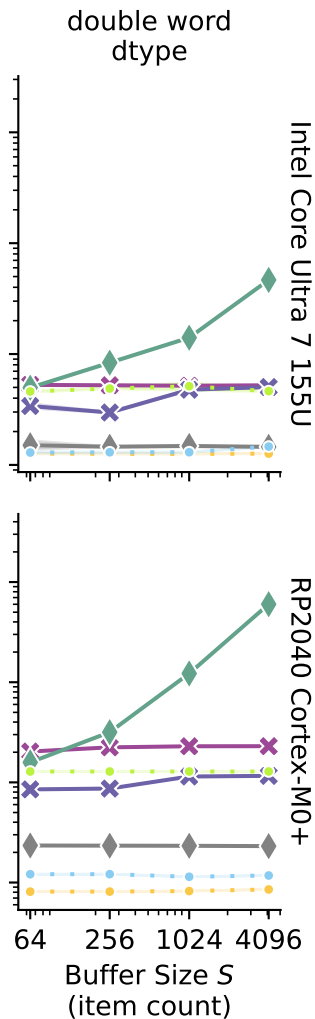 double word
dtype
Intel Core Ultra 7 155U
RP2040 Cortex-M0+
64 256 1024 4096
Buffer Size S
(item count)